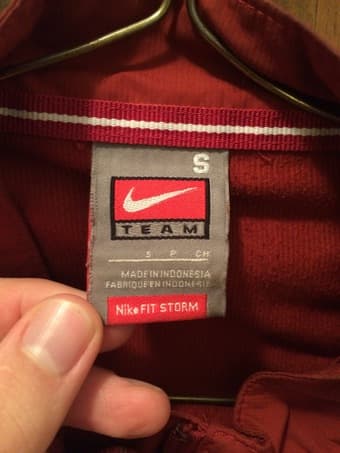 S
TEAM
S P CH
MADE IN INDONESIA
FABRIQUE EN INDONESIE
Nike FIT STORM